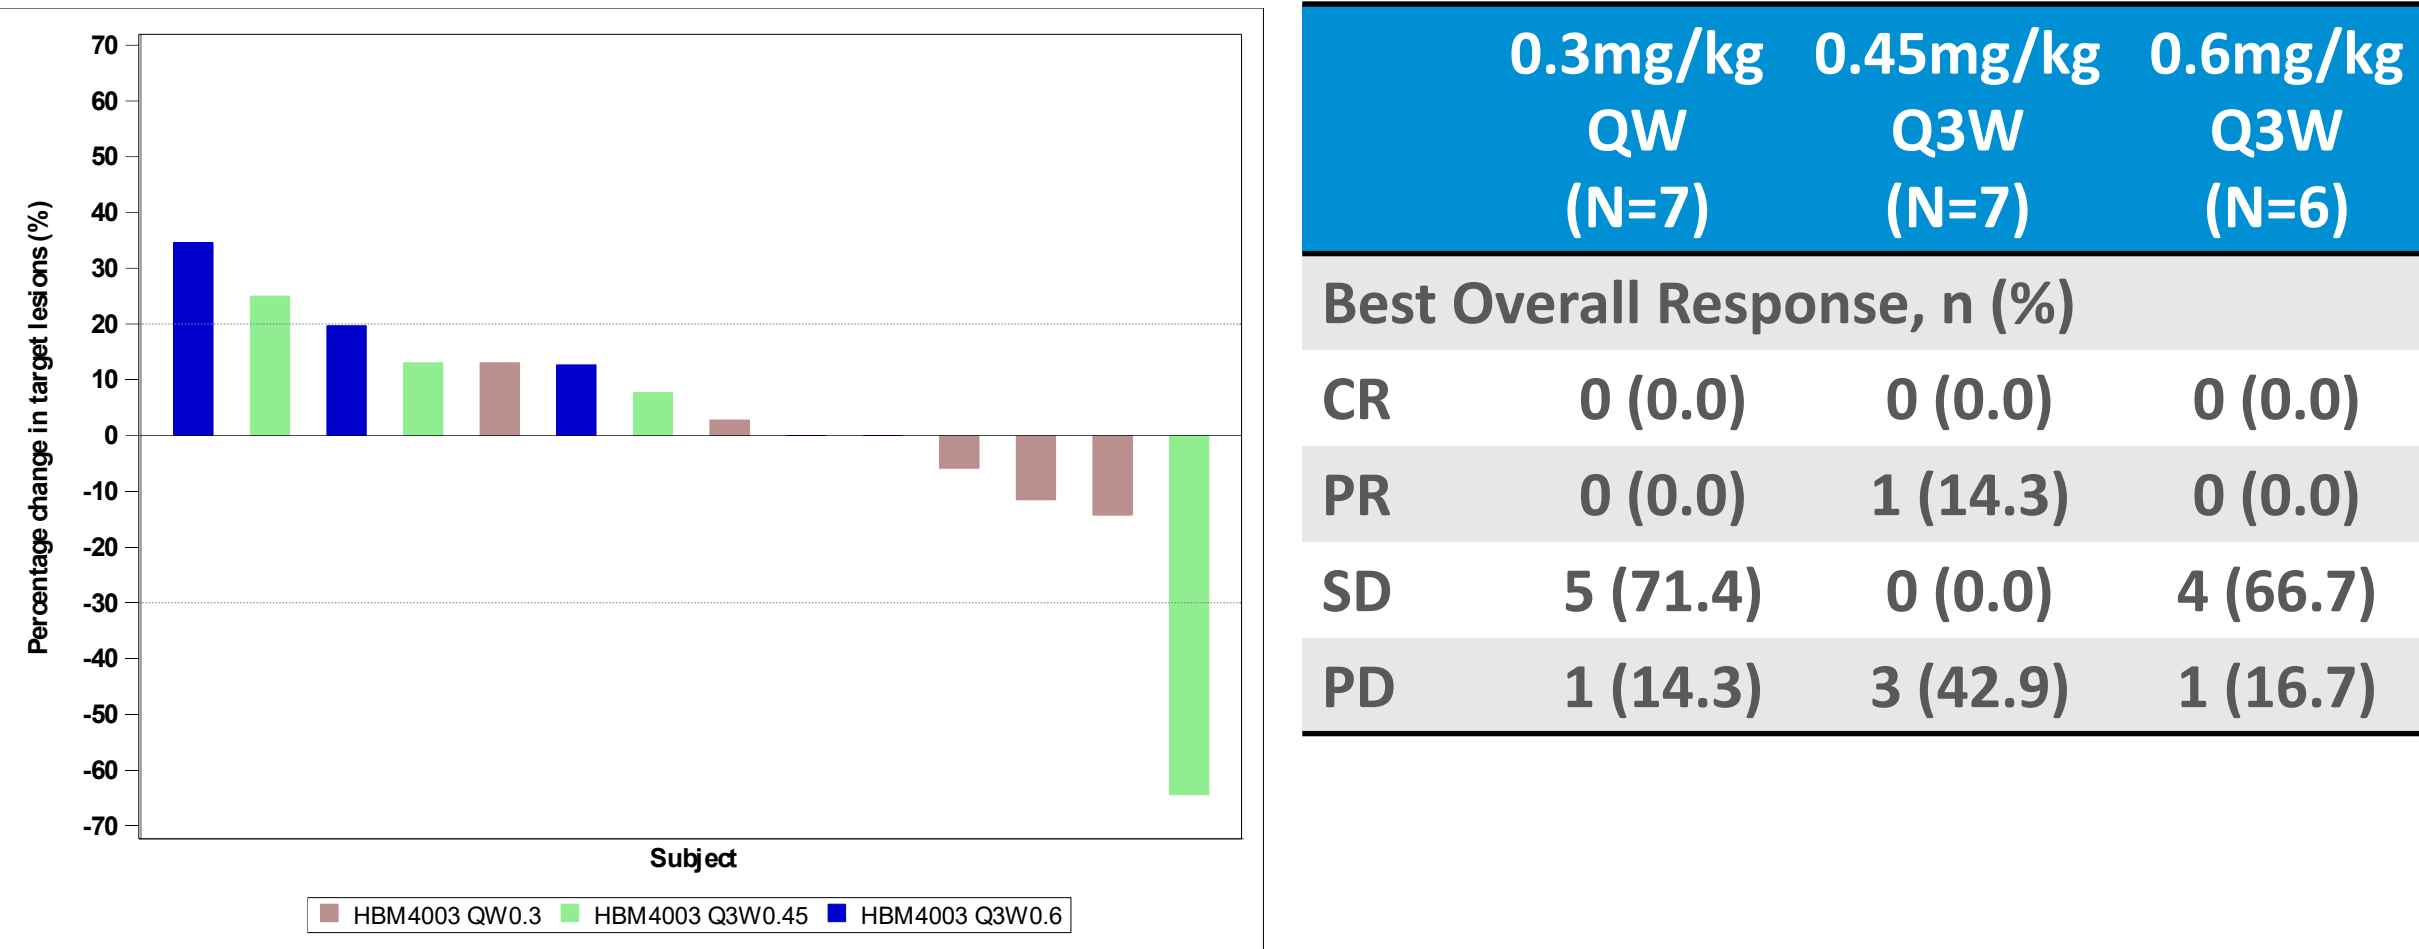 70
60
50
40
30
20
10
0
-10
-20
-30
-40
-50
-60
-70
Percentage change in target lesions (%)
Subject
HBM4003 QW0.3 HBM4003 Q3W0.45 HBM4003 Q3W0.6
0.3mg/kg 0.45mg/kg 0.6mg/kg
QW Q3W Q3W
(N=7) (N=7) (N=6)
Best Overall Response, n (%)
CR 0 (0.0) 0 (0.0) 0 (0.0)
PR 0 (0.0) 1 (14.3) 0 (0.0)
SD 5 (71.4) 0 (0.0) 4 (66.7)
PD 1 (14.3) 3 (42.9) 1 (16.7)